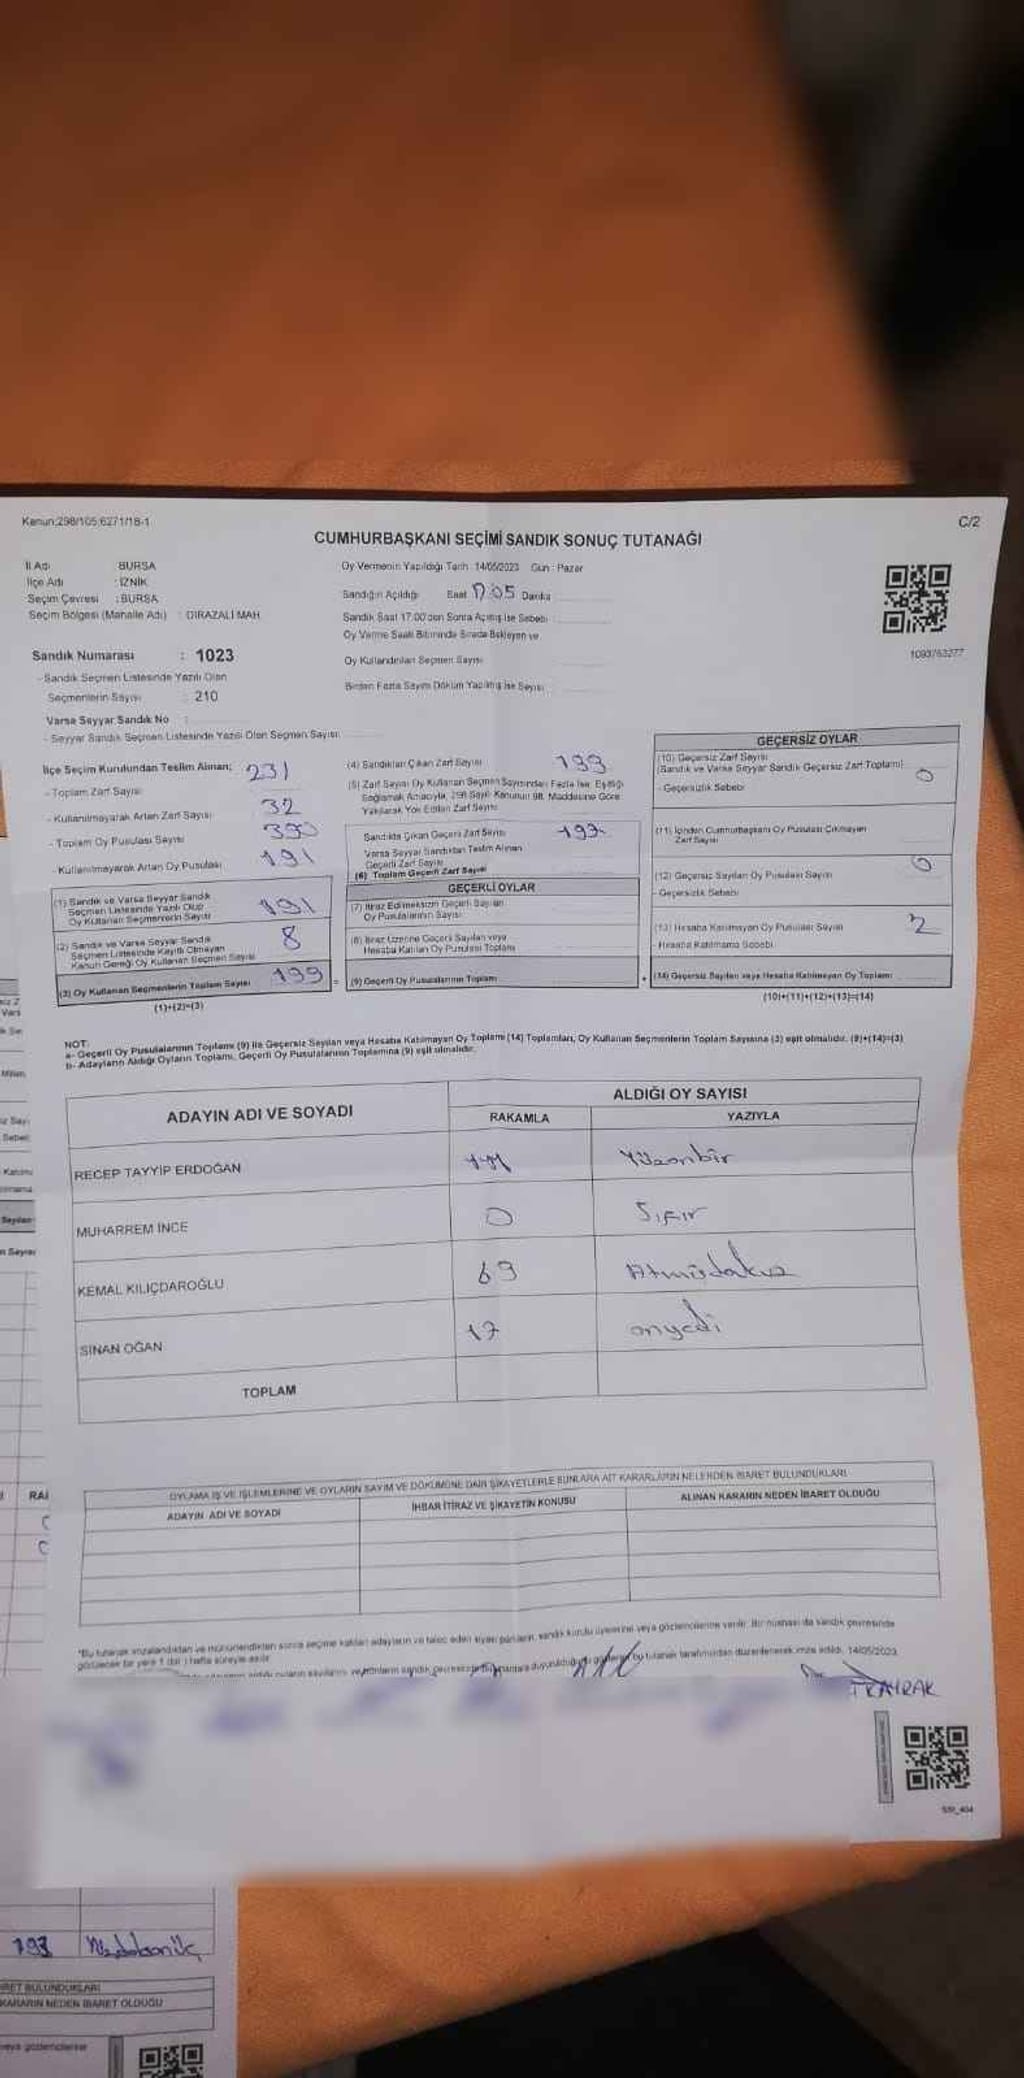 Kanun;298/105;6271/18-1
C/2
CUMHURBAŞKANI SEÇİMİ SANDIK SONUÇ TUTANAĞI
İl Adı : BURSA
İlçe Adı : İZNİK
Seçim Çevresi : BURSA
Seçim Bölgesi (Mahalle Adı) : DIRAZALİ MAH.
Sandık Numarası : 1023
- Sandık Seçmen Listesinde Yazılı Olan
Seçmenlerin Sayısı : 210
Varsa Seyyar Sandık No :
- Seyyar Sandık Seçmen Listesinde Yazılı Olan Seçmen Sayısı:
Oy Vermenin Yapıldığı Tarih : 14/05/2023 Gün : Pazar
Sandığın Açıldığı Saat 17:05 Dakika
Sandık Saat 17.00'den Sonra Açılmış İse Sebebi :
Oy Verme Saati Bitiminde Sırada Bekleyen ve
Oy Kullandırılan Seçmen Sayısı
Birden Fazla Sayım Döküm Yapılmış İse Sayısı :
1093763277
İlçe Seçim Kurulundan Teslim Alınan;
- Toplam Zarf Sayısı 231
- Kullanılmayarak Artan Zarf Sayısı 32
- Toplam Oy Pusulası Sayısı 390
- Kullanılmayarak Artan Oy Pusulası 191
(1) Sandık ve Varsa Seyyar Sandık
Seçmen Listesinde Yazılı Olup
Oy Kullanan Seçmenlerin Sayısı 191
(2) Sandık ve Varsa Seyyar Sandık
Seçmen Listesinde Kayıtlı Olmayan
Kanun Gereği Oy Kullanan Seçmen Sayısı 8
(3) Oy Kullanan Seçmenlerin Toplam Sayısı 199
(1)+(2)=(3)
(4) Sandıktan Çıkan Zarf Sayısı 199
(5) Zarf Sayısı Oy Kullanan Seçmen Sayısından Fazla İse; Eşitliği
Sağlamak Amacıyla, 298 Sayılı Kanunun 98. Maddesine Göre
Yakılarak Yok Edilen Zarf Sayısı
Sandıkta Çıkan Geçerli Zarf Sayısı 197
Varsa Seyyar Sandıktan Teslim Alınan
Geçerli Zarf Sayısı
(6) Toplam Geçerli Zarf Sayısı
GEÇERLİ OYLAR
(7) İtiraz Edilmeksizin Geçerli Sayılan
Oy Pusulalarının Sayısı
(8) İtiraz Üzerine Geçerli Sayılan veya
Hesaba Katılan Oy Pusulası Toplamı
= (9) Geçerli Oy Pusulalarının Toplamı
GEÇERSİZ OYLAR
(10) Geçersiz Zarf Sayısı
(Sandık ve Varsa Seyyar Sandık Geçersiz Zarf Toplamı) 0
- Geçersizlik Sebebi
(11) İçinden Cumhurbaşkanı Oy Pusulası Çıkmayan
Zarf Sayısı
(12) Geçersiz Sayılan Oy Pusulası Sayısı 0
- Geçersizlik Sebebi
(13) Hesaba Katılmayan Oy Pusulası Sayısı 2
Hesaba Katılmama Sebebi
+ (14) Geçersiz Sayılan veya Hesaba Katılmayan Oy Toplamı
(10)+(11)+(12)+(13)=(14)
NOT:
a- Geçerli Oy Pusulalarının Toplamı (9) ile Geçersiz Sayılan veya Hesaba Katılmayan Oy Toplamı (14) Toplamları, Oy Kullanan Seçmenlerin Toplam Sayısına (3) eşit olmalıdır. (9)+(14)=(3)
b- Adayların Aldığı Oyların Toplamı, Geçerli Oy Pusulalarının Toplamına (9) eşit olmalıdır.
ADAYIN ADI VE SOYADI
ALDIĞI OY SAYISI
RAKAMLA
YAZIYLA
RECEP TAYYİP ERDOĞAN 111 Yüzonbir
MUHARREM İNCE 0 Sıfır
KEMAL KILIÇDAROĞLU 69 Atmüşdokuz
SİNAN OĞAN 17 onyedi
TOPLAM
OYLAMA İŞ VE İŞLEMLERİNE VE OYLARIN SAYIM VE DÖKÜMÜNE DAİR ŞİKAYETLERLE BUNLARA AİT KARARLARIN NELERDEN İBARET BULUNDUKLARI
ADAYIN ADI VE SOYADI
İHBAR İTİRAZ VE ŞİKAYETİN KONUSU
ALINAN KARARIN NEDEN İBARET OLDUĞU
*Bu tutanak imzalandıktan ve mühürlendikten sonra seçime katılan adayların ve talep eden siyasi partilerin, sandık kurulu üyelerine veya gözlemcilerine verilir. Bir nüshası da sandık çevresinde
görülecek bir yere 1 (bir) hafta süreyle asılır.
bu tutanak tarafımızdan düzenlenerek imza edildi. 14/05/2023
SSI_404
RAI
193
ARET BULUNDUKLARI
KARARIN NEDEN İBARET OLDUĞU
veya gözlemcilerine